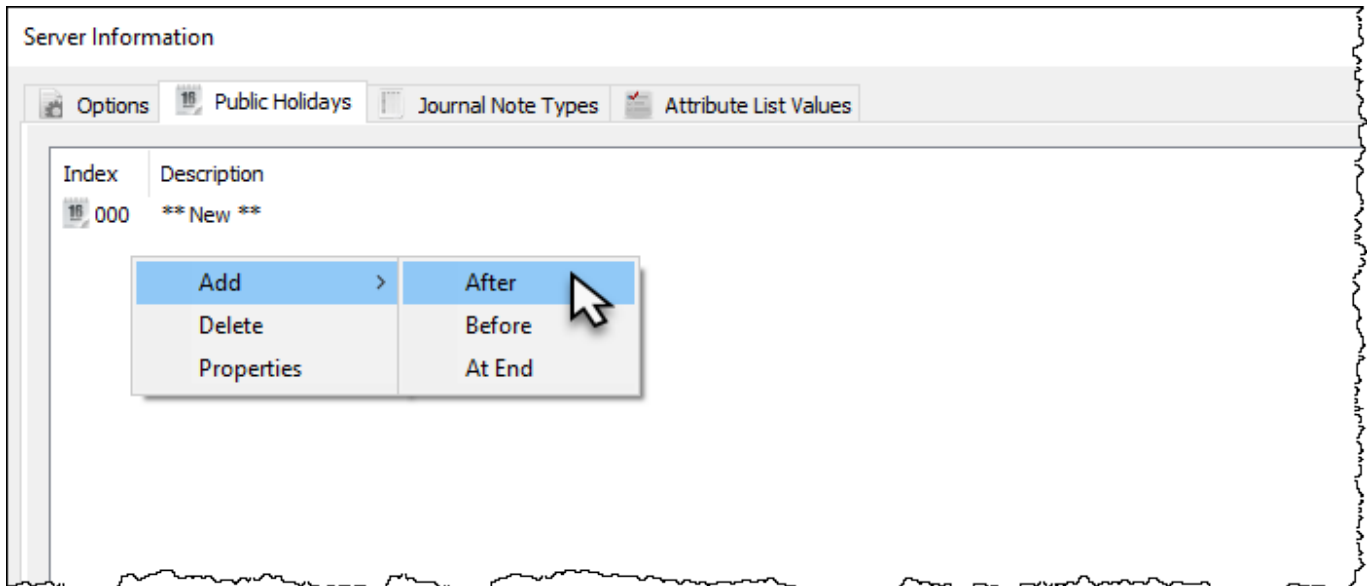 Server Information
Options Public Holidays Journal Note Types Attribute List Values
Index Description
16 000 ** New **
Add > After
Delete Before
Properties At End